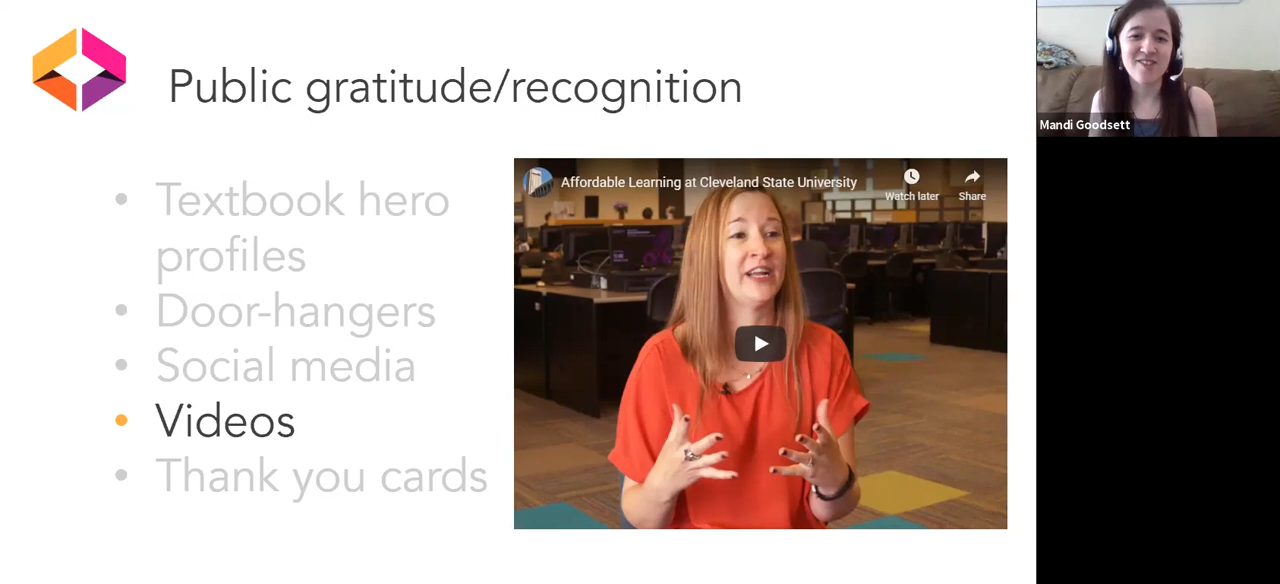 Public gratitude/recognition
Mandi Goodsett
• Textbook hero
profiles
• Door-hangers
• Social media
• Videos
• Thank you cards
Affordable Learning at Cleveland State University
Watch later
Share